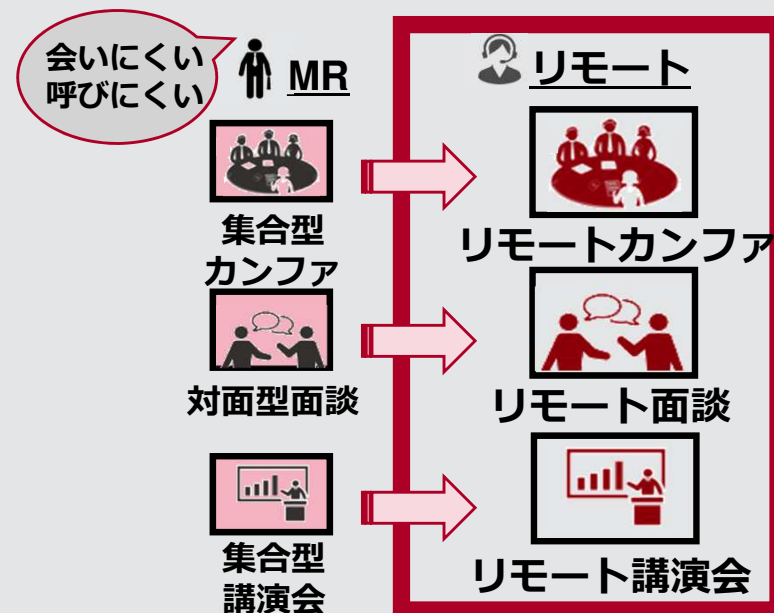 会いにくい
呼びにくい
MR
リモート
集合型
カンファ
リモートカンファ
対面型面談
リモート面談
集合型
講演会
リモート講演会